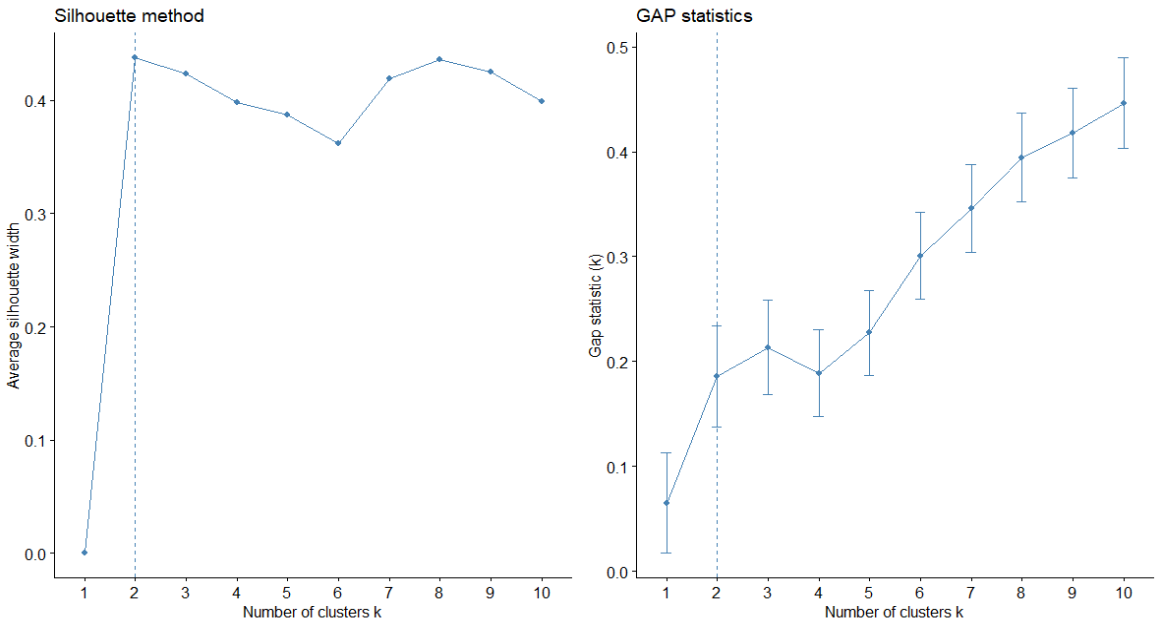 Silhouette method
Average silhouette width
0.4
0.3
0.2
0.1
0.0
1 2 3 4 5 6 7 8 9 10
Number of clusters k
GAP statistics
Gap statistic (k)
0.5
0.4
0.3
0.2
0.1
0.0
1 2 3 4 5 6 7 8 9 10
Number of clusters k